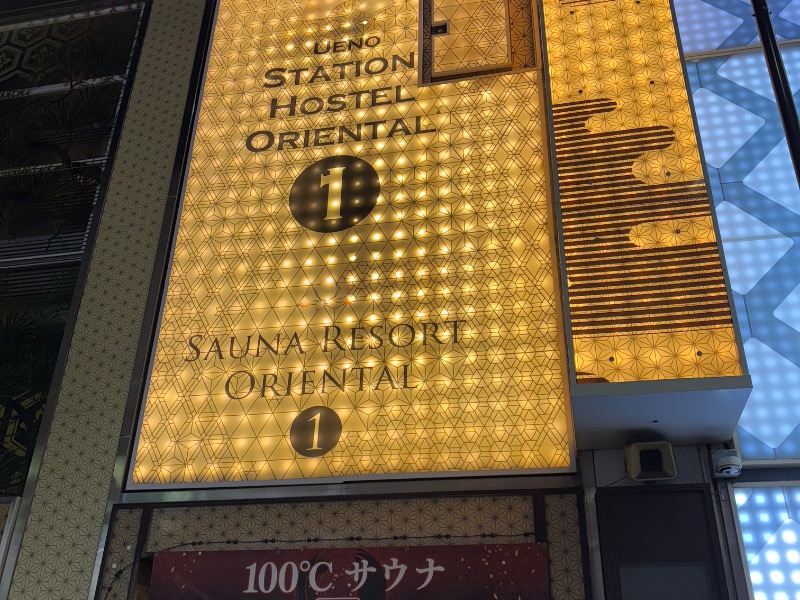 UENO
STATION
HOSTEL
ORIENTAL
1
SAUNA RESORT
ORIENTAL
1
100℃ サウナ